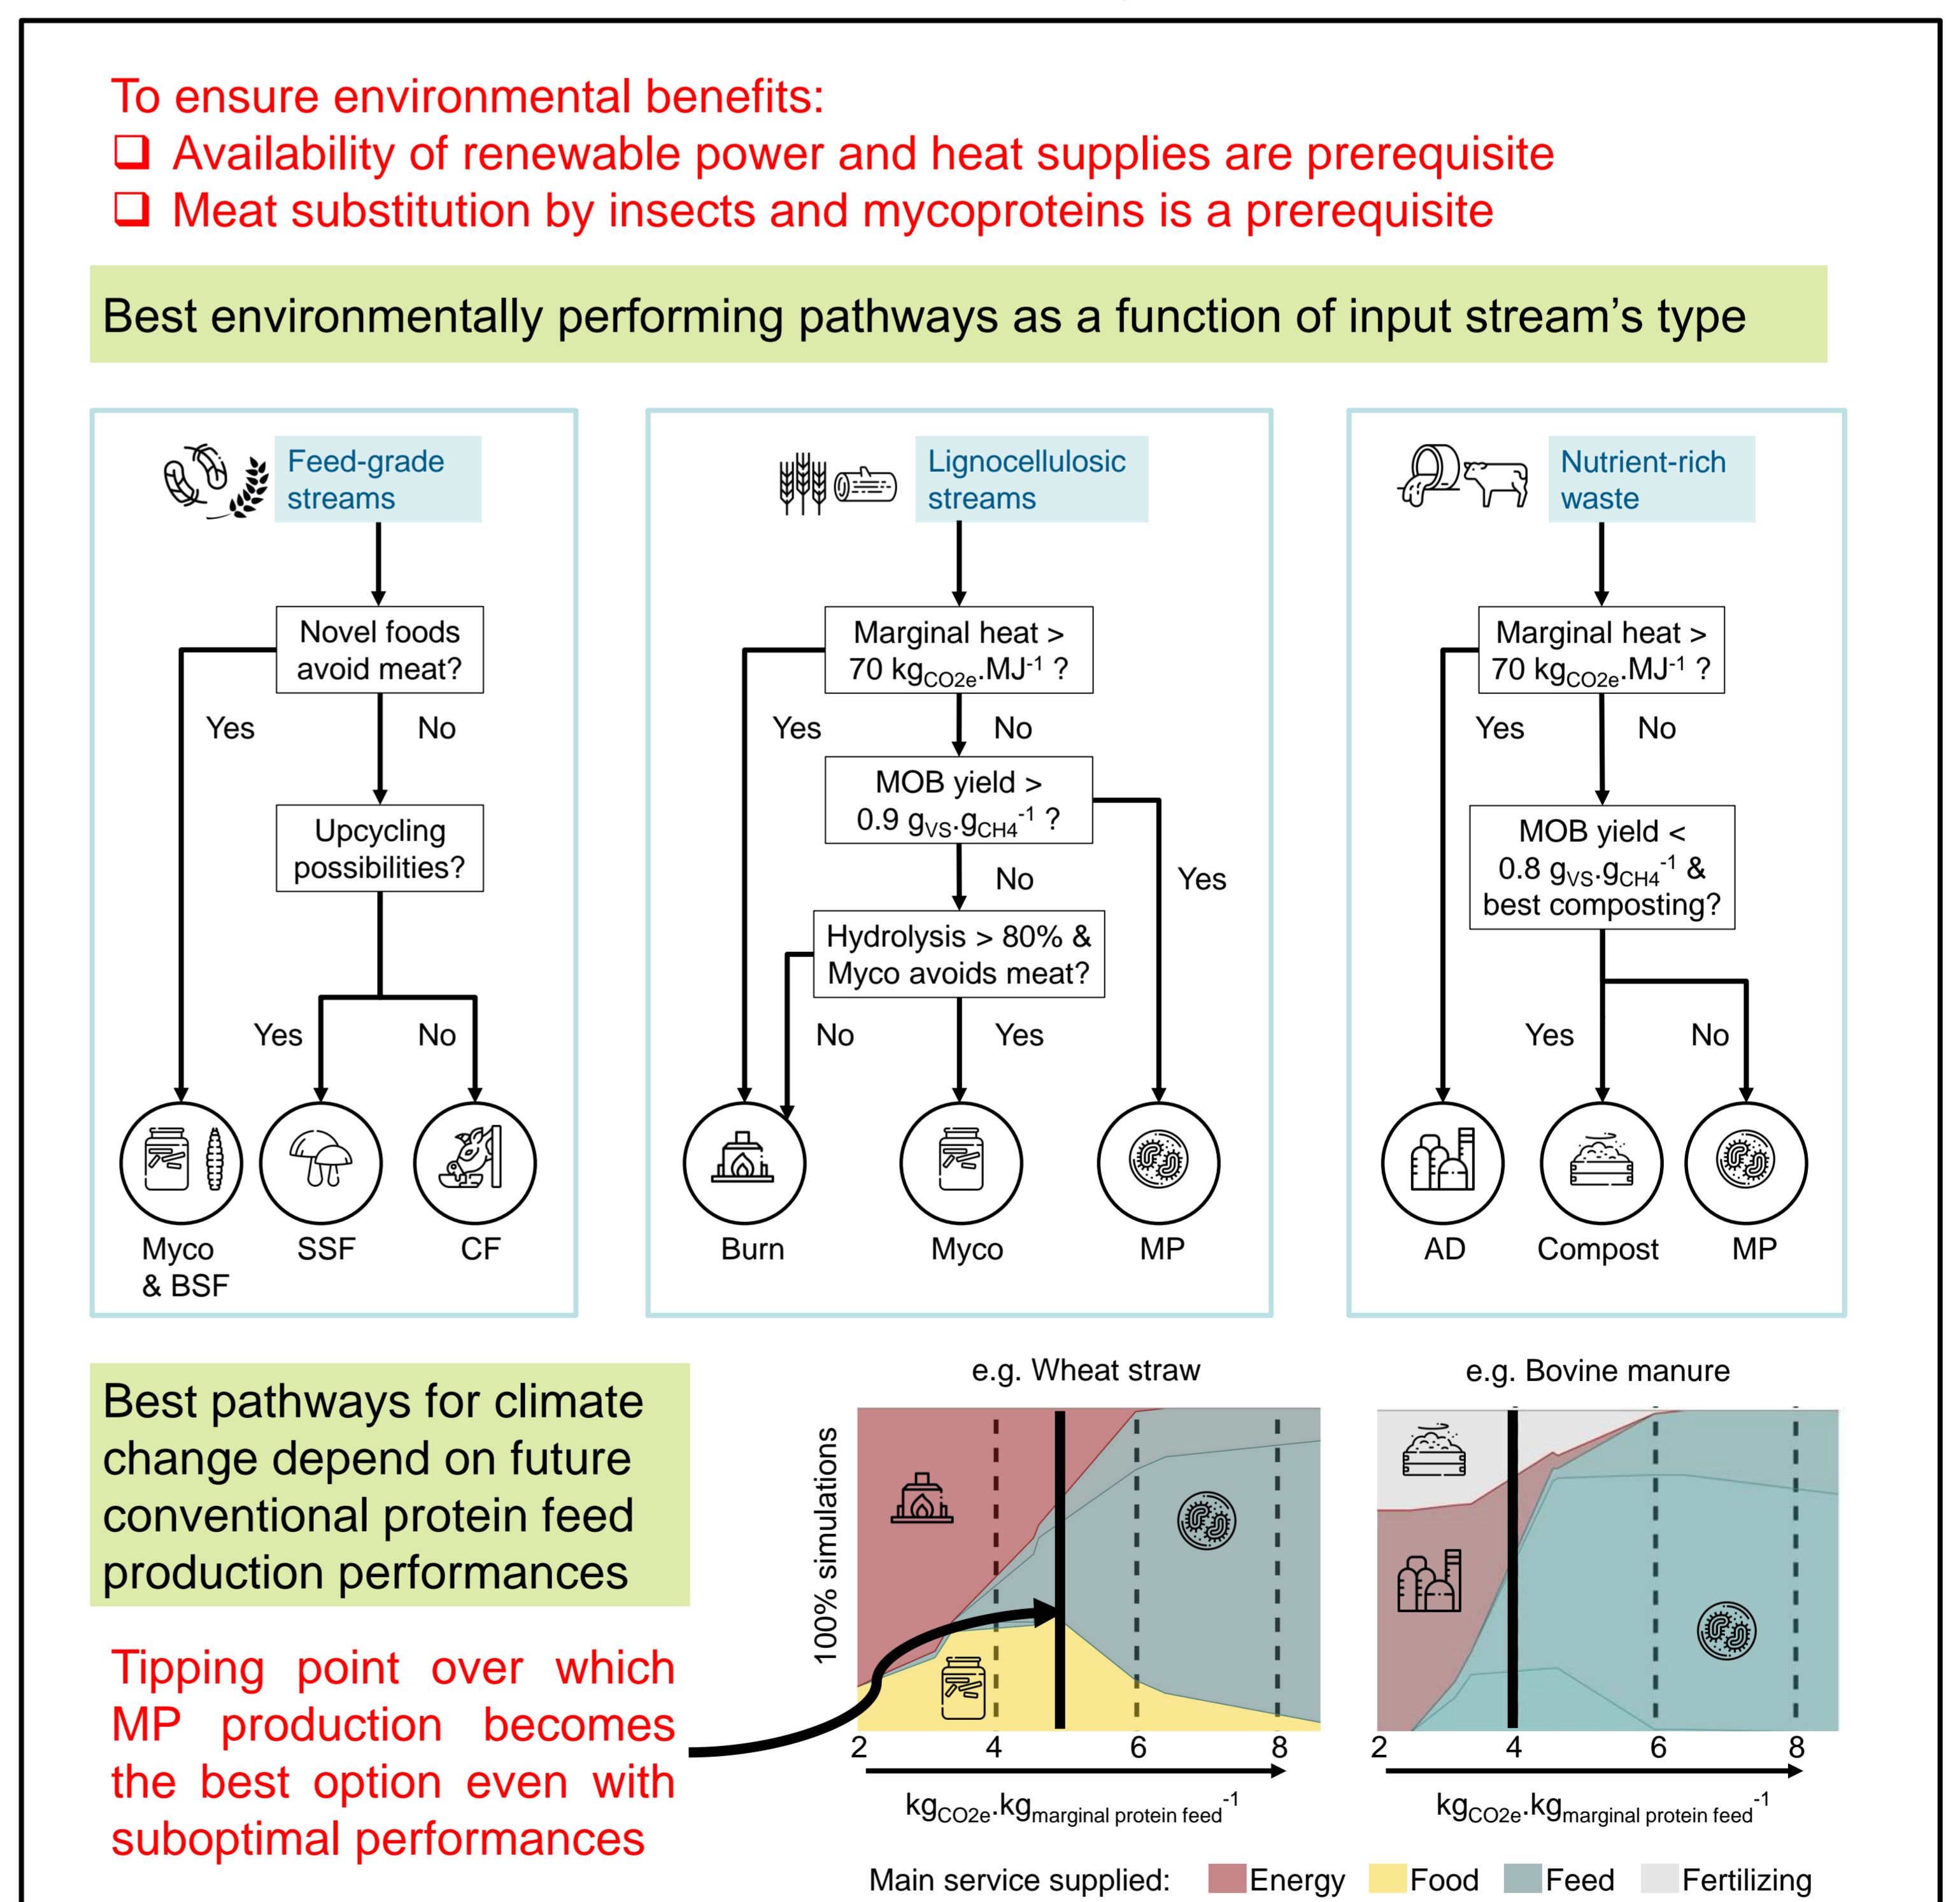 To ensure environmental benefits:
❑ Availability of renewable power and heat supplies are prerequisite
❑ Meat substitution by insects and mycoproteins is a prerequisite
Best environmentally performing pathways as a function of input stream’s type
Feed-grade
streams
Novel foods
avoid meat?
Yes
No
Upcycling
possibilities?
Yes
No
Myco
& BSF
SSF
CF
Lignocellulosic
streams
Marginal heat >
70 kgCO2e.MJ-1 ?
Yes
No
MOB yield >
0.9 gVS.gCH4-1 ?
No
Yes
Hydrolysis > 80% &
Myco avoids meat?
No
Yes
Burn
Myco
MP
Nutrient-rich
waste
Marginal heat >
70 kgCO2e.MJ-1 ?
Yes
No
MOB yield <
0.8 gVS.gCH4-1 &
best composting?
Yes
No
AD
Compost
MP
Best pathways for climate
change depend on future
conventional protein feed
production performances
Tipping point over which
MP production becomes
the best option even with
suboptimal performances
e.g. Wheat straw
100% simulations
2 4 6 8
kgCO2e.kgmarginal protein feed-1
e.g. Bovine manure
2 4 6 8
kgCO2e.kgmarginal protein feed-1
Main service supplied: Energy Food Feed Fertilizing